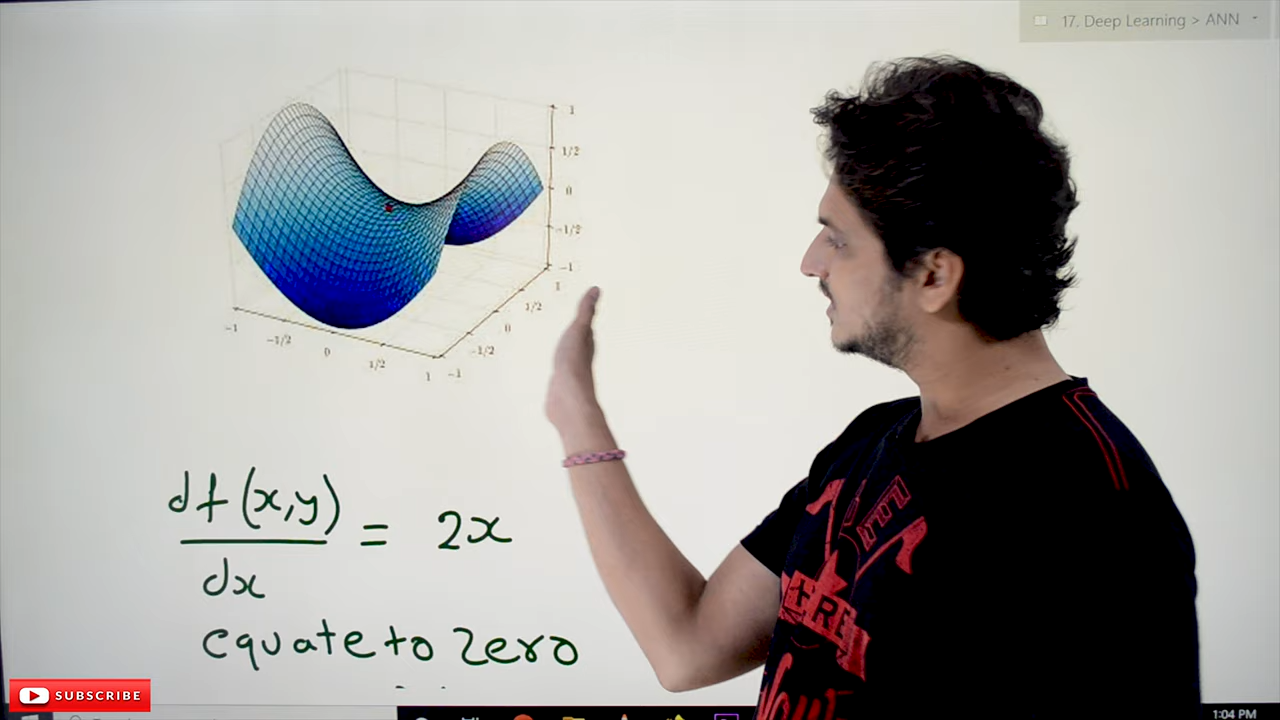 17. Deep Learning > ANN
1
1/2
0
-1/2
-1
1
1/2
0
-1/2
-1
-1
-1/2
0
1/2
1
df(x,y)
dx
= 2x
equate to zero
SUBSCRIBE
1:04 PM